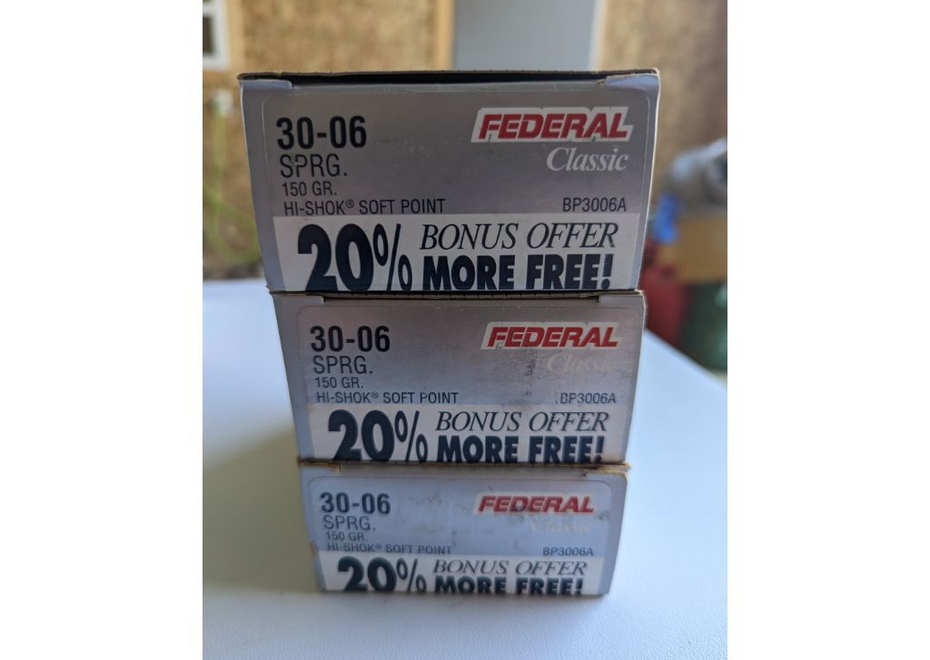 30-06
FEDERAL
SPRG.
Classic
150 GR.
HI-SHOK® SOFT POINT
BP3006A
20% BONUS OFFER
MORE FREE!
30-06
FEDERAL
SPRG.
Classic
150 GR.
HI-SHOK® SOFT POINT
BP3006A
20% BONUS OFFER
MORE FREE!
30-06
FEDERAL
SPRG.
Classic
150 GR.
HI-SHOK® SOFT POINT
BP3006A
20% BONUS OFFER
MORE FREE!